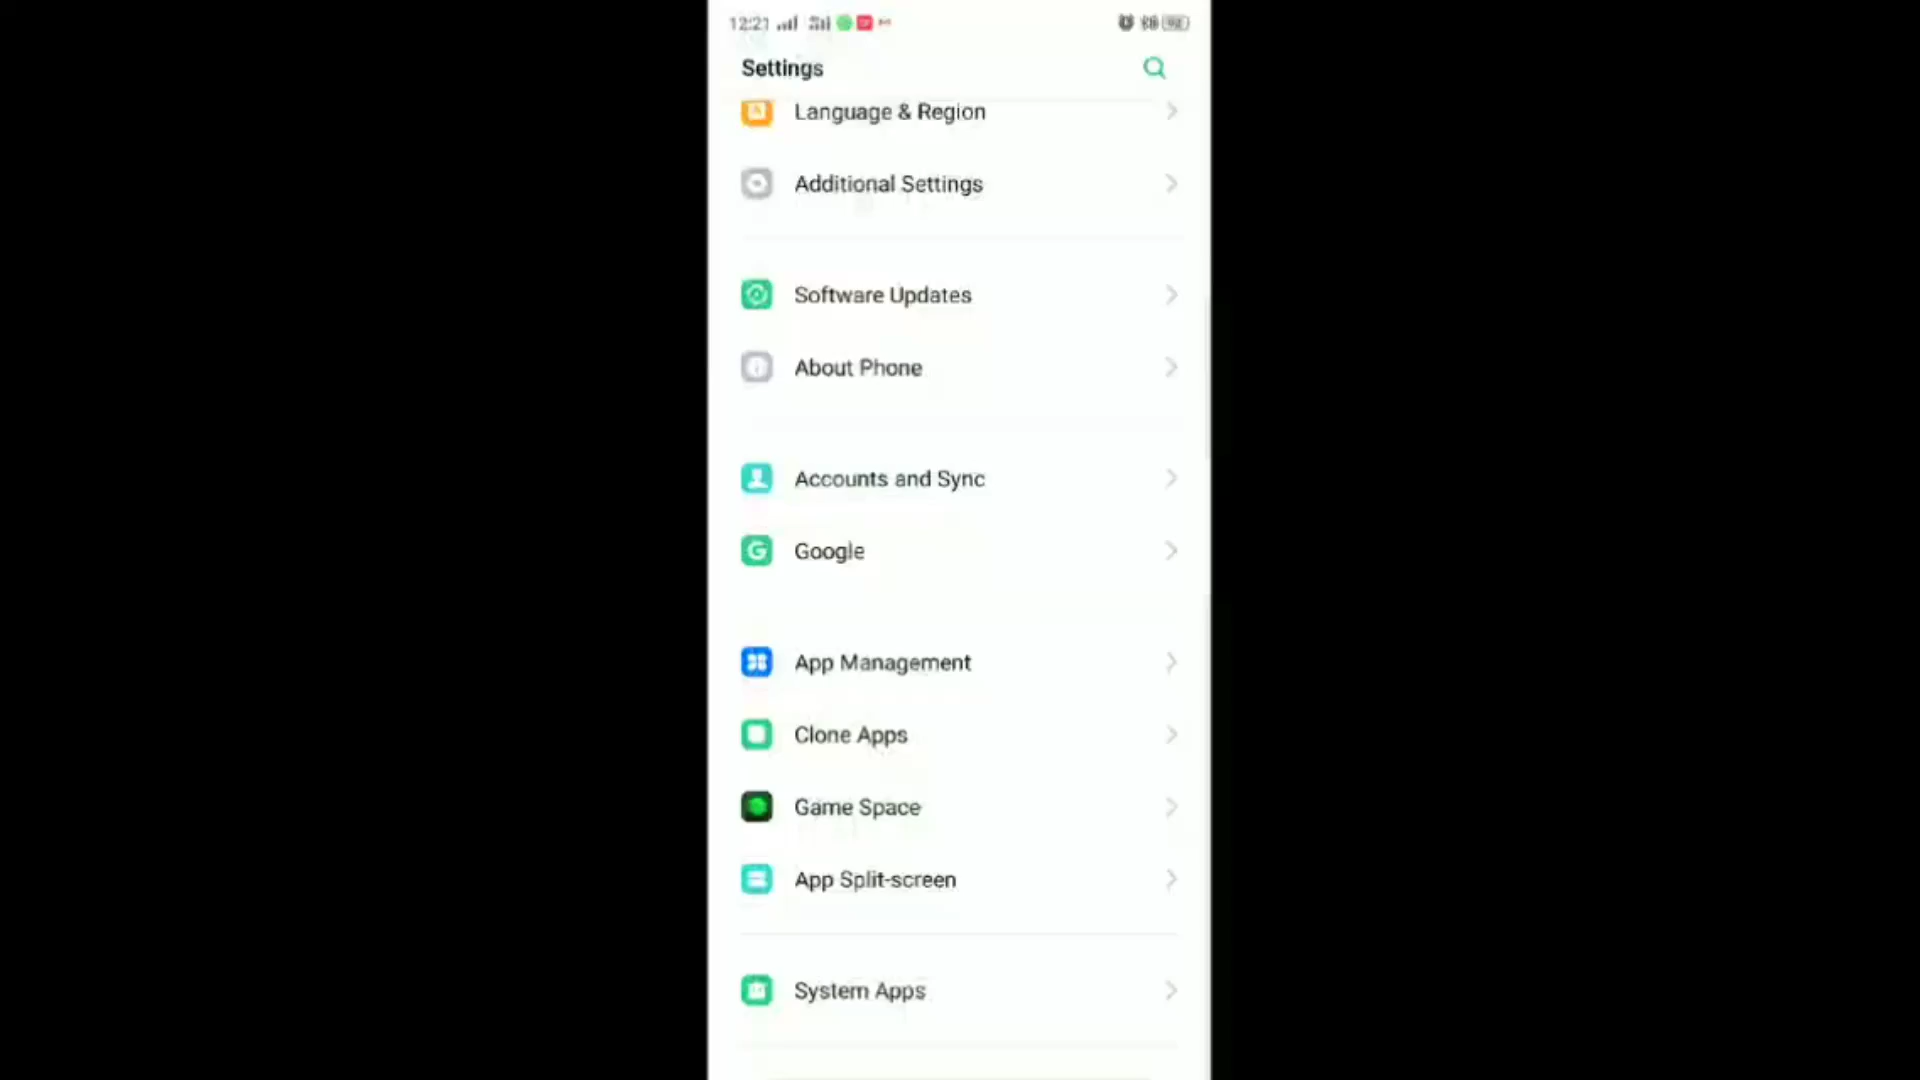 12:21
Settings
Language & Region
Additional Settings
Software Updates
About Phone
Accounts and Sync
Google
App Management
Clone Apps
Game Space
App Split-screen
System Apps